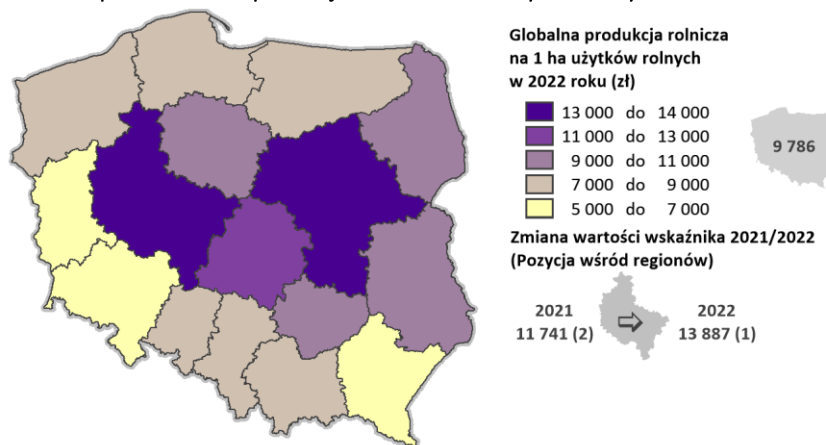 Globalna produkcja rolnicza
na 1 ha użytków rolnych
w 2022 roku (zł)
13 000 do 14 000
11 000 do 13 000
9 000 do 11 000
7 000 do 9 000
5 000 do 7 000
9 786
Zmiana wartości wskaźnika 2021/2022
(Pozycja wśród regionów)
2021
11 741 (2)
2022
13 887 (1)